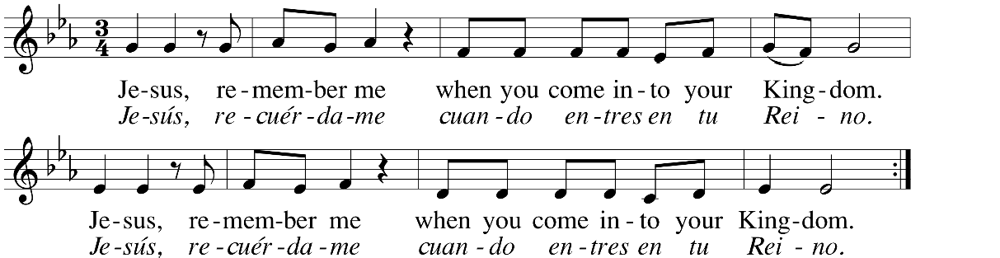 3
4
Je-sus, re-mem-ber me when you come in-to your King-dom.
Je-sús, re-cuér-da-me cuan-do en-tres en tu Rei-no.
Je-sus, re-mem-ber me when you come in-to your King-dom.
Je-sús, re-cuér-da-me cuan-do en-tres en tu Rei-no.